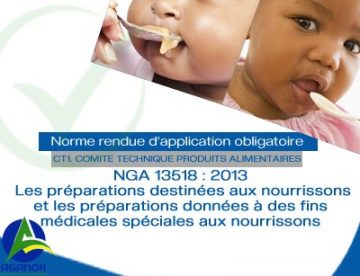 Norme rendue d'application obligatoire
CT1. COMITE TECHNIQUE PRODUITS ALIMENTAIRES
NGA 13518 : 2013
Les préparations destinées aux nourrissons
et les préparations données à des fins
médicales spéciales aux nourrissons
AGANOR